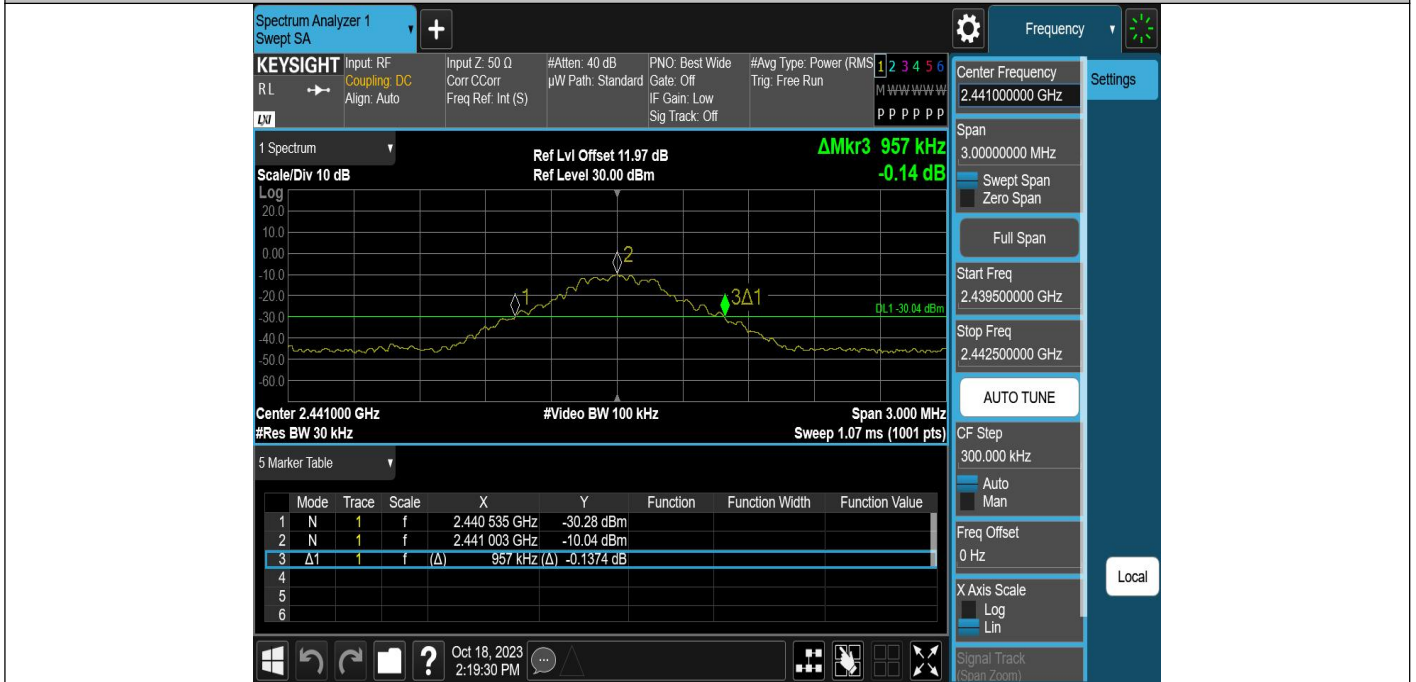 Spectrum Analyzer 1
Swept SA
+
Frequency
KEYSIGHT
RL
LXI
Input: RF
Coupling: DC
Align: Auto
Input Z: 50 Ω
Corr CCorr
Freq Ref: Int (S)
#Atten: 40 dB
µW Path: Standard
PNO: Best Wide
Gate: Off
IF Gain: Low
Sig Track: Off
#Avg Type: Power (RMS
Trig: Free Run
1 2 3 4 5 6
M W W W W W
P P P P P P
1 Spectrum
Scale/Div 10 dB
Ref Lvl Offset 11.97 dB
Ref Level 30.00 dBm
ΔMkr3 957 kHz
-0.14 dB
Log
20.0
10.0
0.00
-10.0
-20.0
-30.0
-40.0
-50.0
-60.0
2
1
3Δ1
DL1 -30.04 dBm
Center 2.441000 GHz
#Video BW 100 kHz
Span 3.000 MHz
#Res BW 30 kHz
Sweep 1.07 ms (1001 pts)
5 Marker Table
Mode Trace Scale X Y Function Function Width Function Value
1 N 1 f 2.440 535 GHz -30.28 dBm
2 N 1 f 2.441 003 GHz -10.04 dBm
3 Δ1 1 f (Δ) 957 kHz (Δ) -0.1374 dB
4
5
6
?
Oct 18, 2023
2:19:30 PM
Center Frequency
2.441000000 GHz
Settings
Span
3.00000000 MHz
Swept Span
Zero Span
Full Span
Start Freq
2.439500000 GHz
Stop Freq
2.442500000 GHz
AUTO TUNE
CF Step
300.000 kHz
Auto
Man
Freq Offset
0 Hz
Local
X Axis Scale
Log
Lin
Signal Track
(Span Zoom)